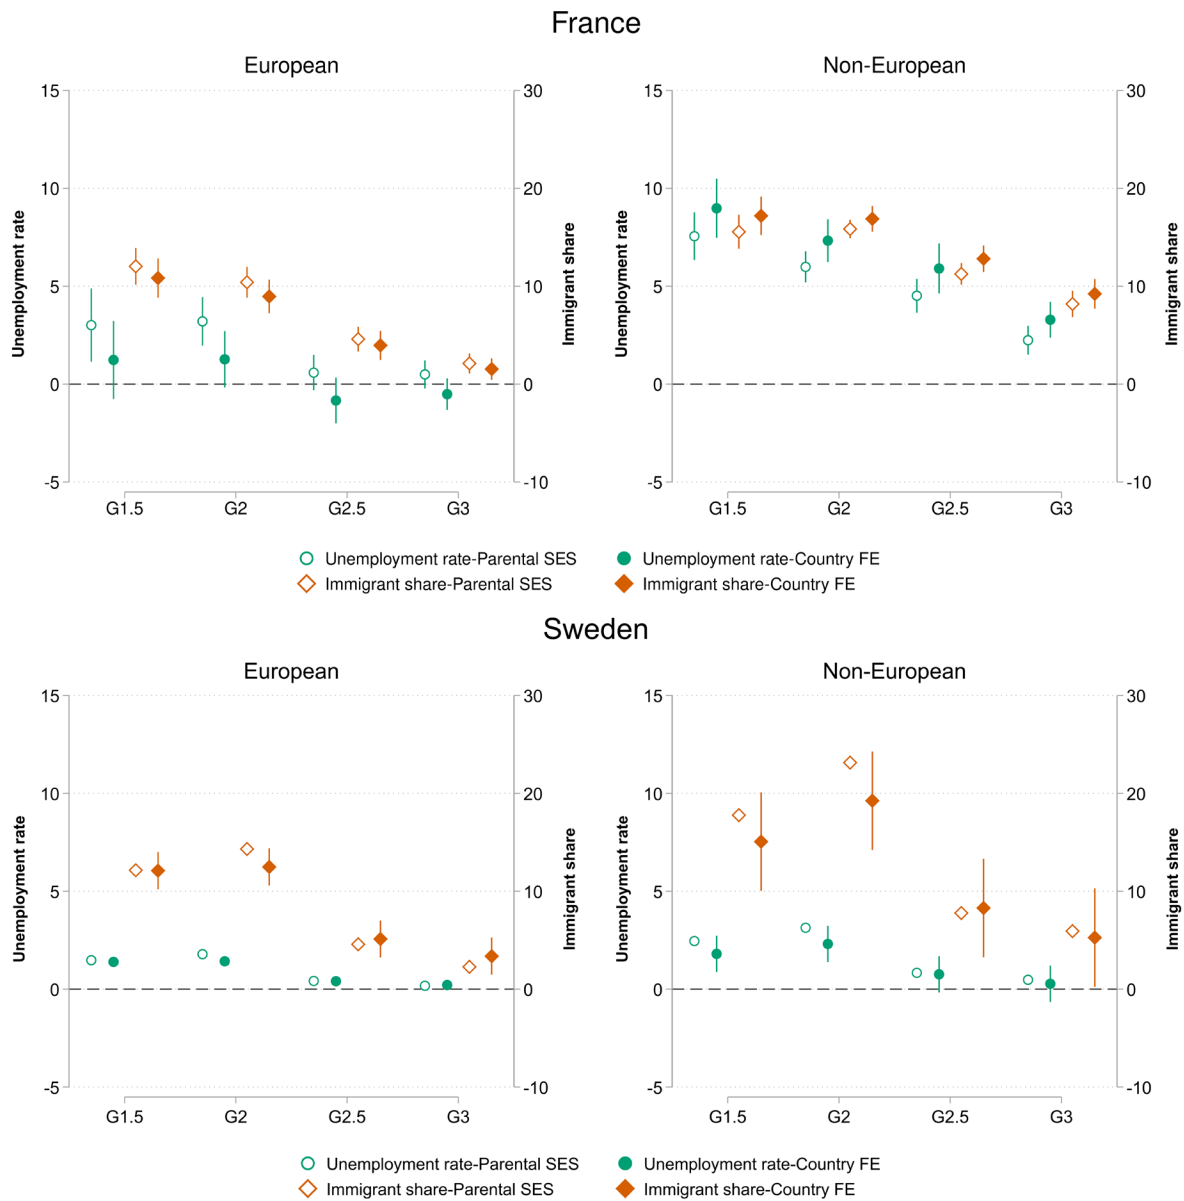 France
European
Non-European
15
30
15
30
10
20
10
20
5
10
5
10
0
0
0
0
-5
-10
-5
-10
Unemployment rate
Immigrant share
Unemployment rate
Immigrant share
G1.5 G2 G2.5 G3
G1.5 G2 G2.5 G3
Unemployment rate-Parental SES
Unemployment rate-Country FE
Immigrant share-Parental SES
Immigrant share-Country FE
Sweden
European
Non-European
15
30
15
30
10
20
10
20
5
10
5
10
0
0
0
0
-5
-10
-5
-10
Unemployment rate
Immigrant share
Unemployment rate
Immigrant share
G1.5 G2 G2.5 G3
G1.5 G2 G2.5 G3
Unemployment rate-Parental SES
Unemployment rate-Country FE
Immigrant share-Parental SES
Immigrant share-Country FE